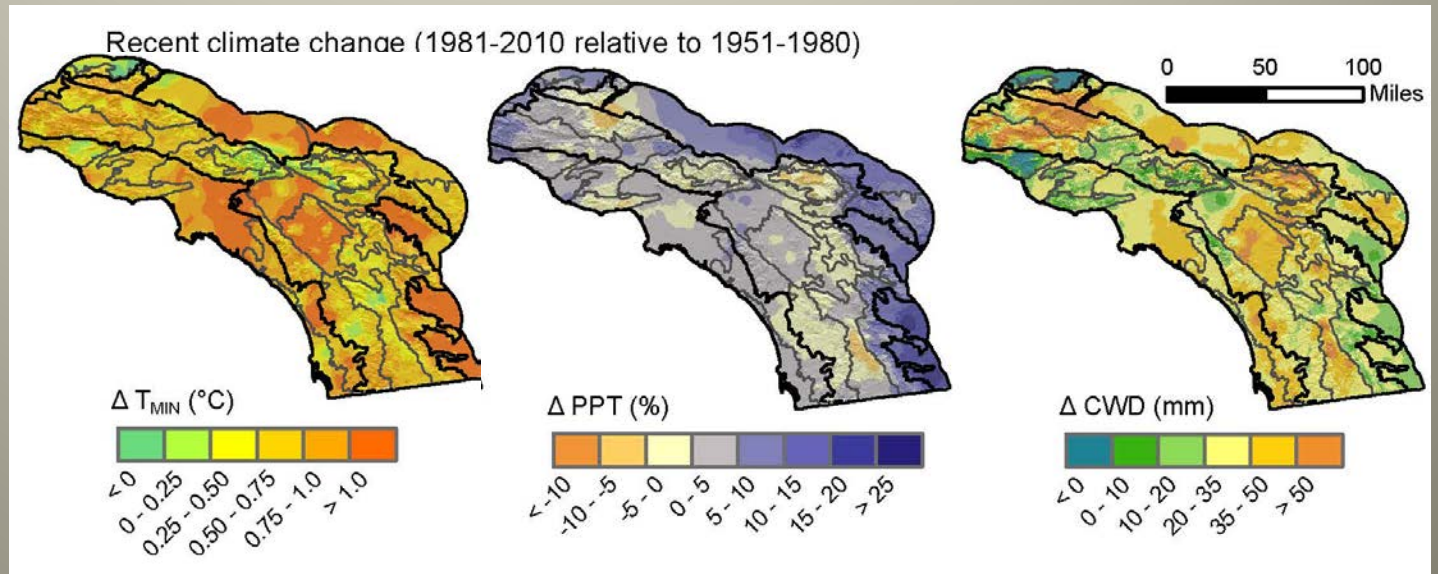 Recent climate change (1981-2010 relative to 1951-1980)
0 50 100
Miles
Δ TMIN (°C)
< 0
0 - 0.25
0.25 - 0.50
0.50 - 0.75
0.75 - 1.0
> 1.0
Δ PPT (%)
< -10
-10 - -5
-5 - 0
0 - 5
5 - 10
10 - 15
15 - 20
> 25
Δ CWD (mm)
< 0
0 - 10
10 - 20
20 - 35
35 - 50
> 50